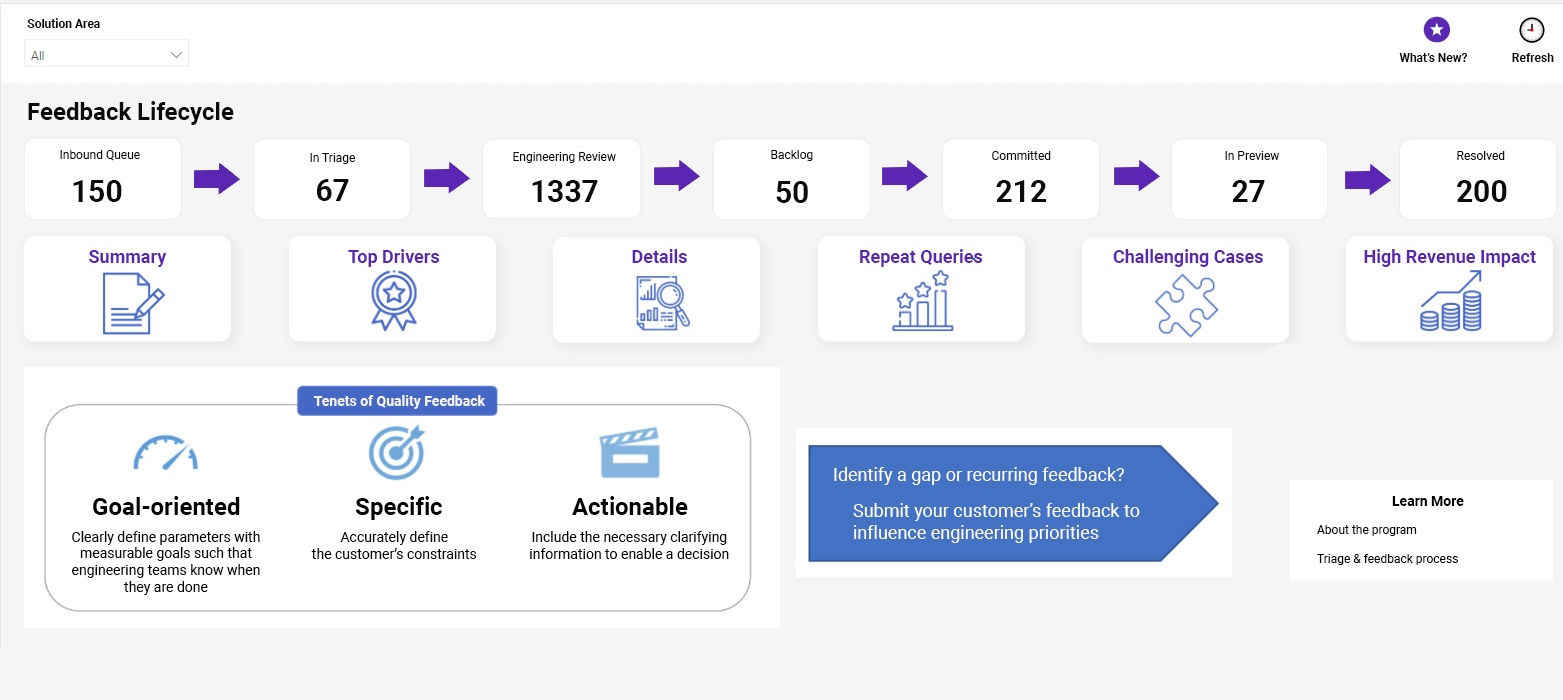 Solution Area
All
What's New?
Refresh
Feedback Lifecycle
Inbound Queue
150
In Triage
67
Engineering Review
1337
Backlog
50
Committed
212
In Preview
27
Resolved
200
Summary
Top Drivers
Details
Repeat Queries
Challenging Cases
High Revenue Impact
Tenets of Quality Feedback
Goal-oriented
Clearly define parameters with
measurable goals such that
engineering teams know when
they are done
Specific
Accurately define
the customer's constraints
Actionable
Include the necessary clarifying
information to enable a decision
Identify a gap or recurring feedback?
Submit your customer's feedback to
influence engineering priorities
Learn More
About the program
Triage & feedback process